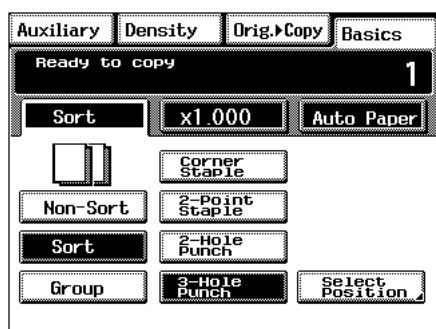 Auxiliary Density Orig.▸Copy Basics
Ready to copy
1
Sort x1.000 Auto Paper
Corner
Staple
Non-Sort
2-Point
Staple
Sort
2-Hole
Punch
Group
3-Hole
Punch
Select
Position